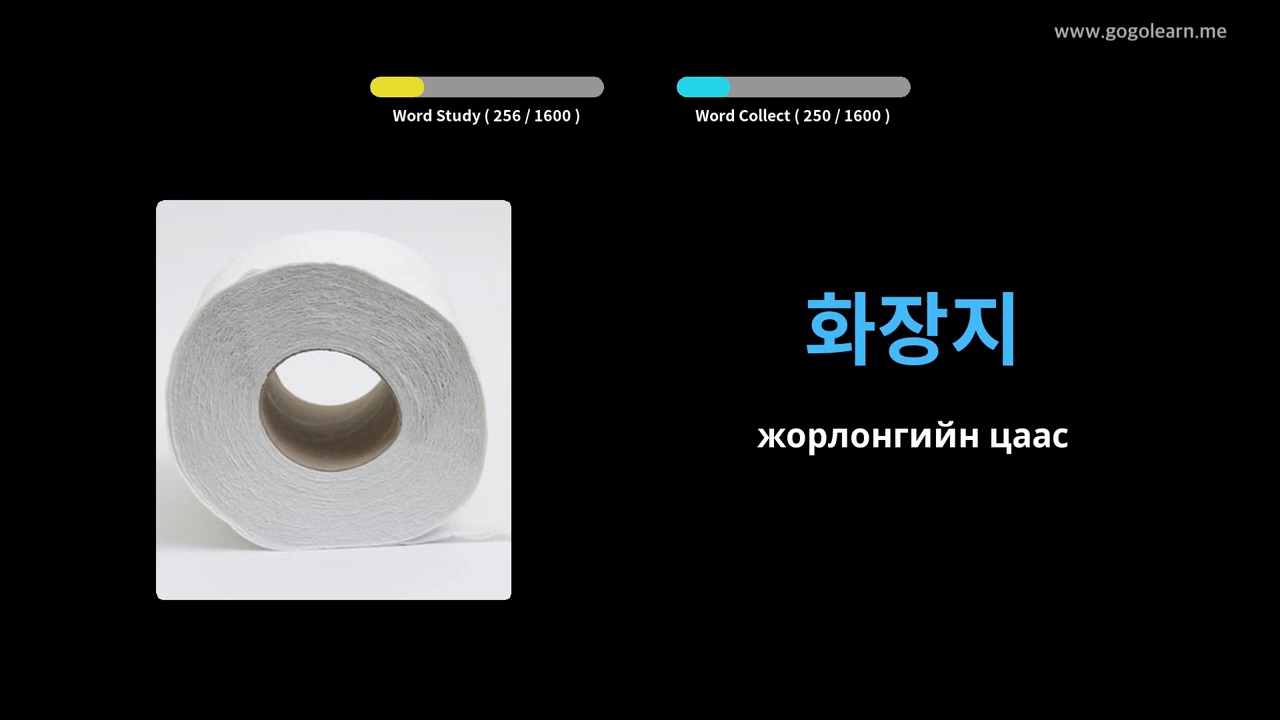 www.gogolearn.me
Word Study ( 256 / 1600 )
Word Collect ( 250 / 1600 )
화장지
жорлонгийн цаас